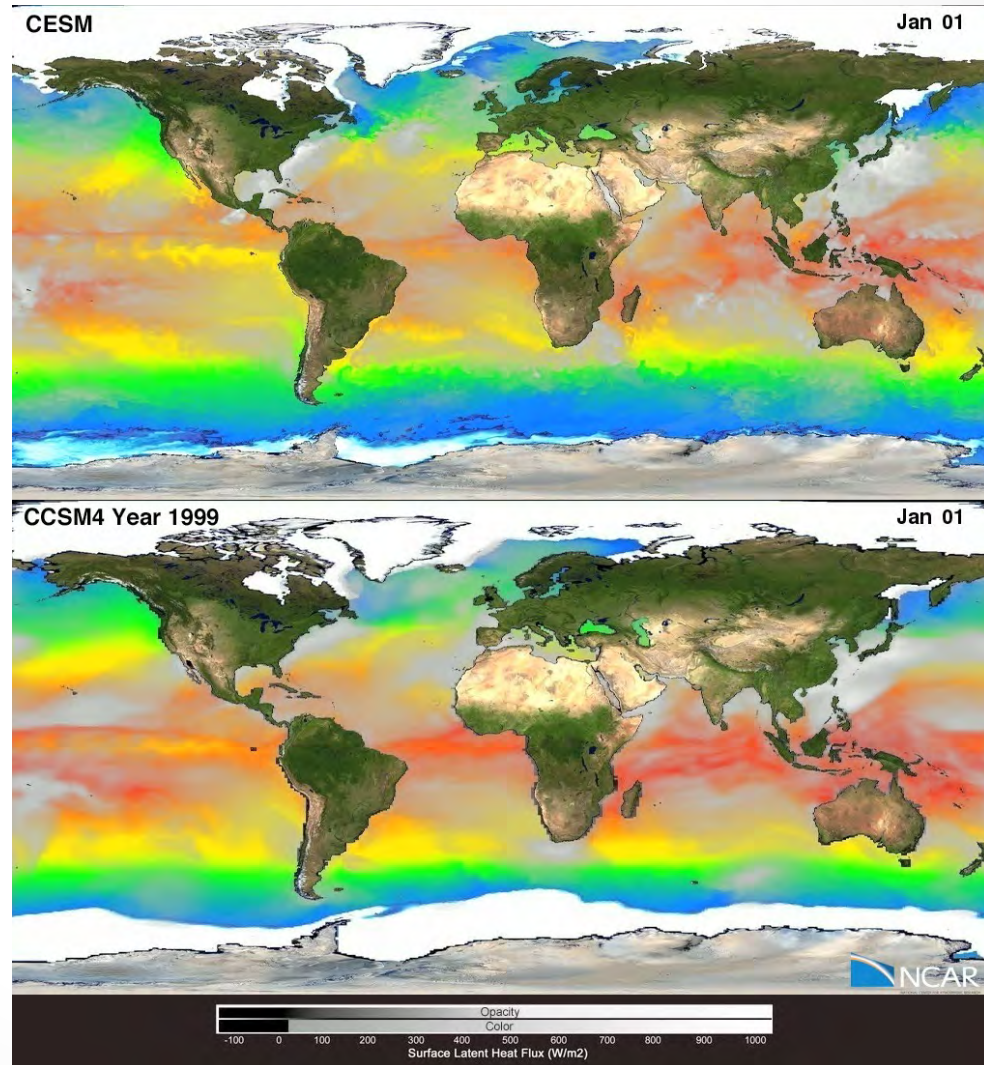 CESM
Jan 01
CCSM4 Year 1999
Jan 01
NCAR
Opacity
Color
-100 0 100 200 300 400 500 600 700 800 900 1000
Surface Latent Heat Flux (W/m2)